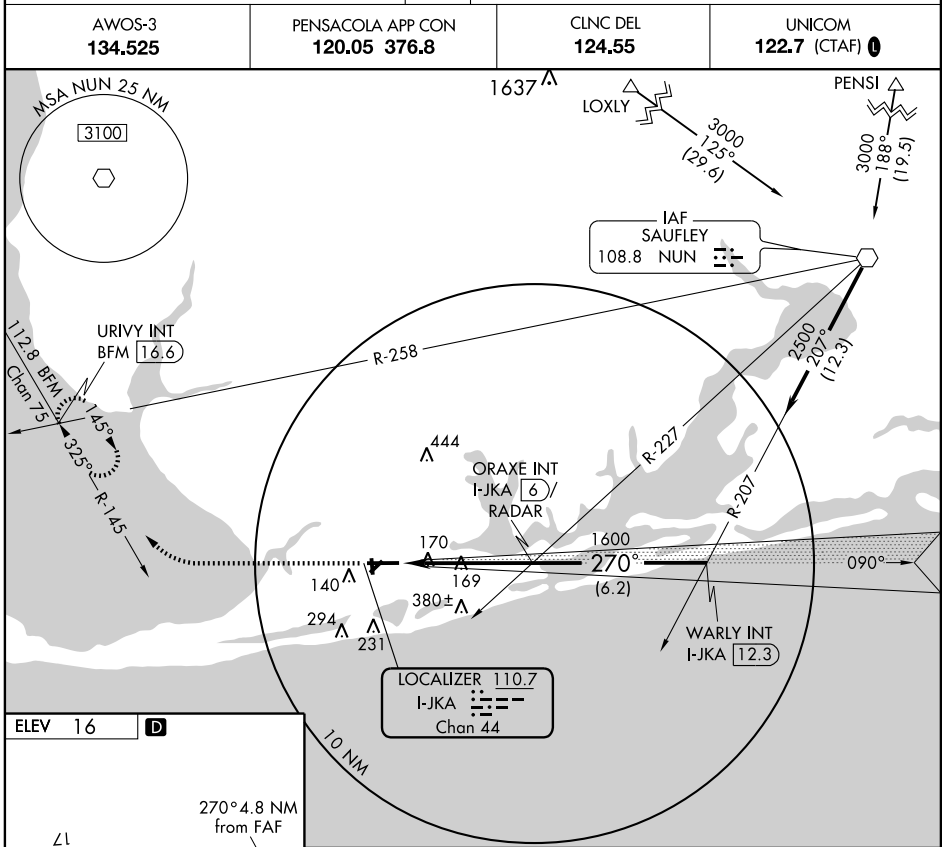 AWOS-3
134.525
PENSACOLA APP CON
120.05 376.8
CLNC DEL
124.55
UNICOM
122.7 (CTAF) L
MSA NUN 25 NM
3100
1637
LOXLY
3000
125°
(29.6)
PENSI
3000
188°
(19.5)
IAF
SAUFLEY
108.8 NUN
2500
207°
(12.3)
URIVY INT
BFM 16.6
112.8 BFM
Chan 75
145°
325°
R-145
R-258
R-227
R-207
444
ORAXE INT
I-JKA 6/
RADAR
170
169
1600
270°
(6.2)
090°
140
380±
294
231
WARLY INT
I-JKA 12.3
LOCALIZER 110.7
I-JKA
Chan 44
10 NM
ELEV 16 D
270° 4.8 NM
from FAF
17